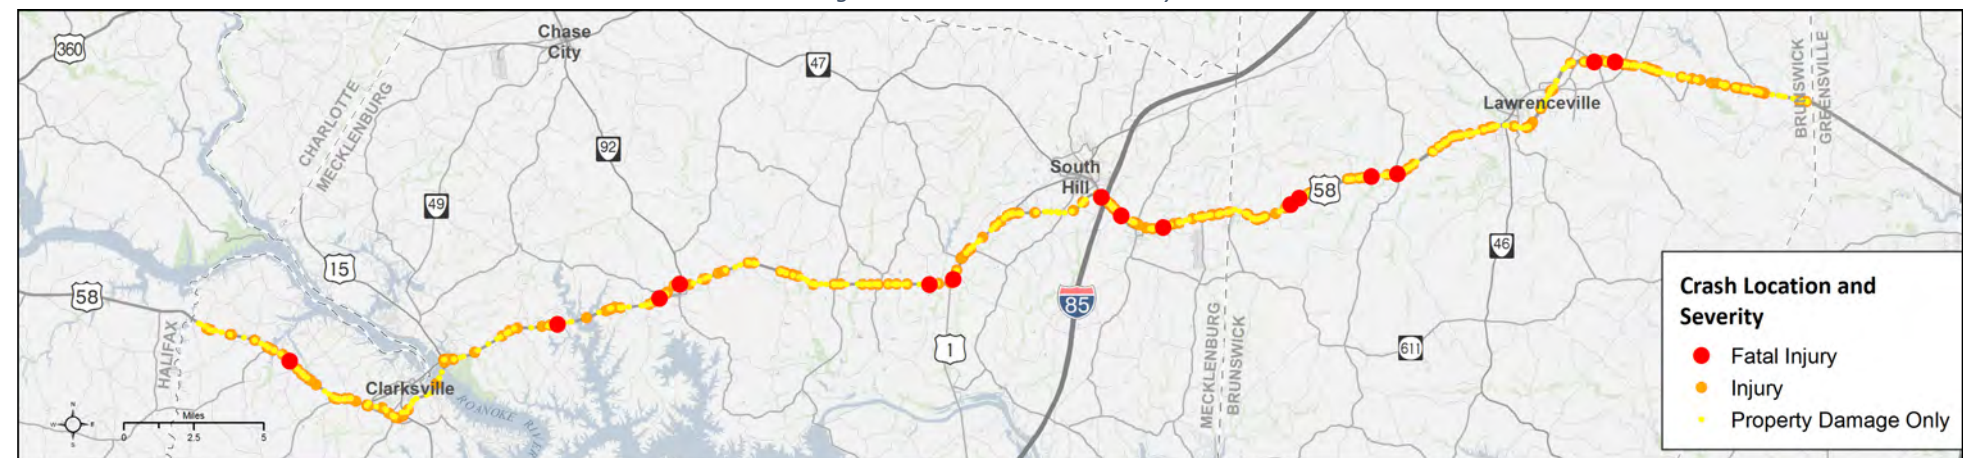 360
Chase
City
47
CHARLOTTE
MECKLENBURG
92
49
BRUNSWICK
GREENSVILLE
Lawrenceville
South
Hill
58
46
15
58
85
MECKLENBURG
BRUNSWICK
1
611
HALIFAX
Clarksville
ROANOKE
N
W
E
S
Miles
0
2.5
5
Crash Location and
Severity
Fatal Injury
Injury
Property Damage Only